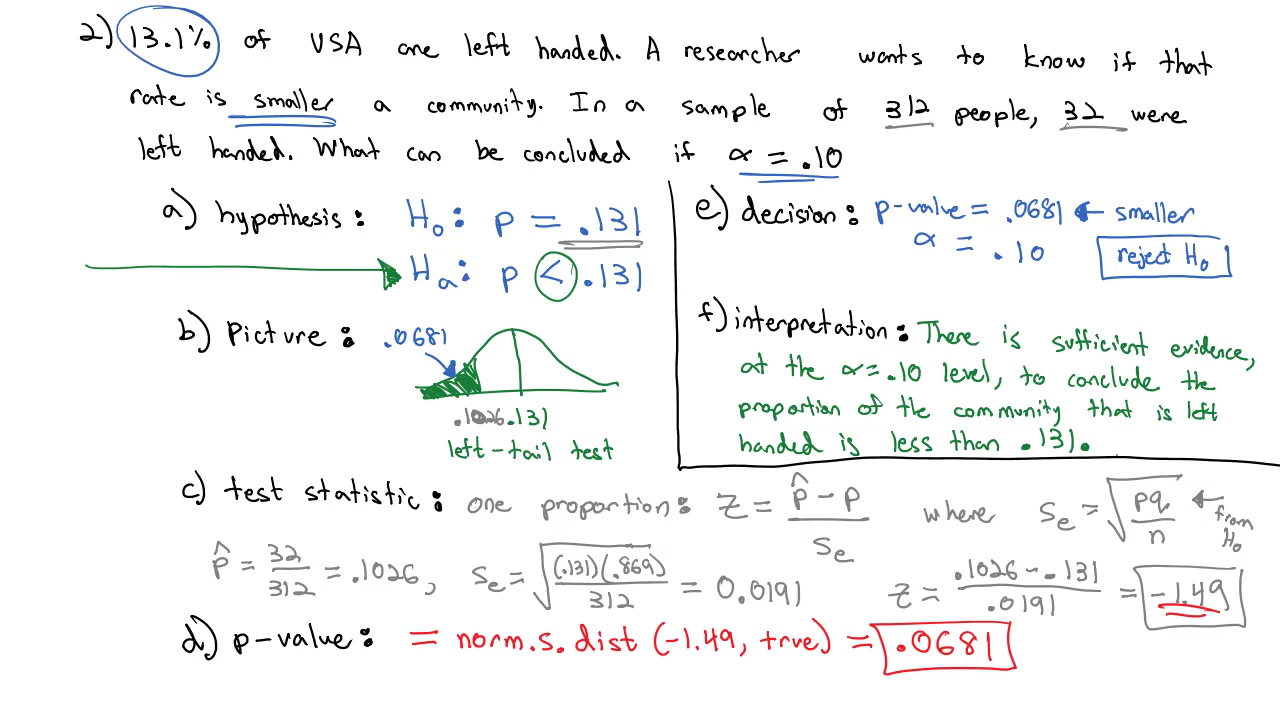 2) 13.1% of USA are left handed. A researcher wants to know if that
rate is smaller a community. In a sample of 312 people, 32 were
left handed. What can be concluded if α = .10
a) hypothesis: H₀: p = .131
Hₐ: p < .131
b) Picture: .0681
.1026 .131
left-tail test
e) decision: p-value = .0681 ← smaller
α = .10 reject H₀
f) interpretation: There is sufficient evidence,
at the α=.10 level, to conclude the
proportion of the community that is left
handed is less than .131.
c) test statistic: one proportion: Z = (p̂ - p)/Sₑ where Sₑ = √(pq/n) ← from H₀
p̂ = 32/312 = .1026, Sₑ = √((.131)(.869)/312) = 0.0191 Z = (.1026 - .131)/.0191 = -1.49
d) p-value: = norm.s.dist (-1.49, true) = .0681